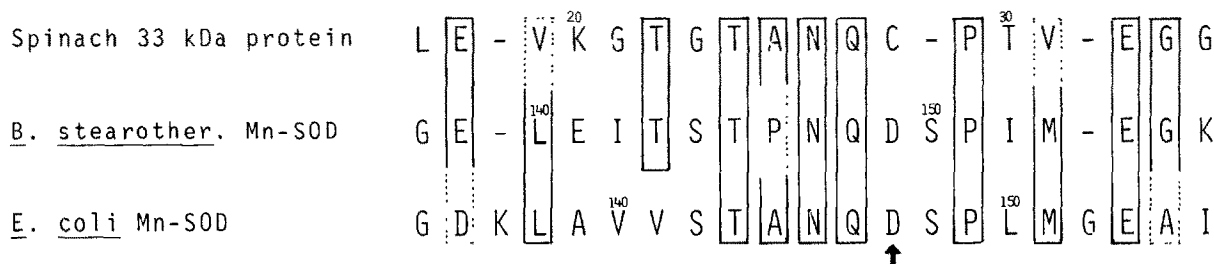 20 30
Spinach 33 kDa protein L E - V K G T G T A N Q C - P T V - E G G
140 150
B. stearother. Mn-SOD G E - L E I T S T P N Q D S P I M - E G K
140 150
E. coli Mn-SOD G D K L A V V S T A N Q D S P L M G E A I